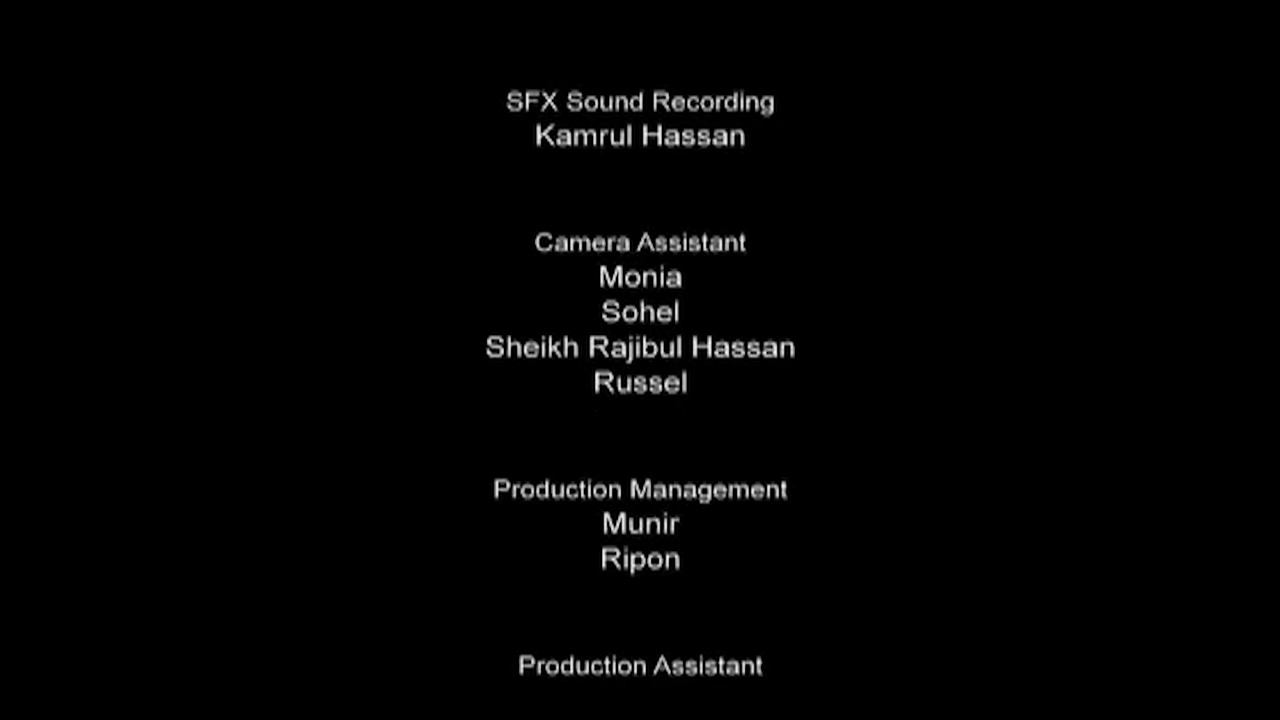 SFX Sound Recording
Kamrul Hassan
Camera Assistant
Monia
Sohel
Sheikh Rajibul Hassan
Russel
Production Management
Munir
Ripon
Production Assistant